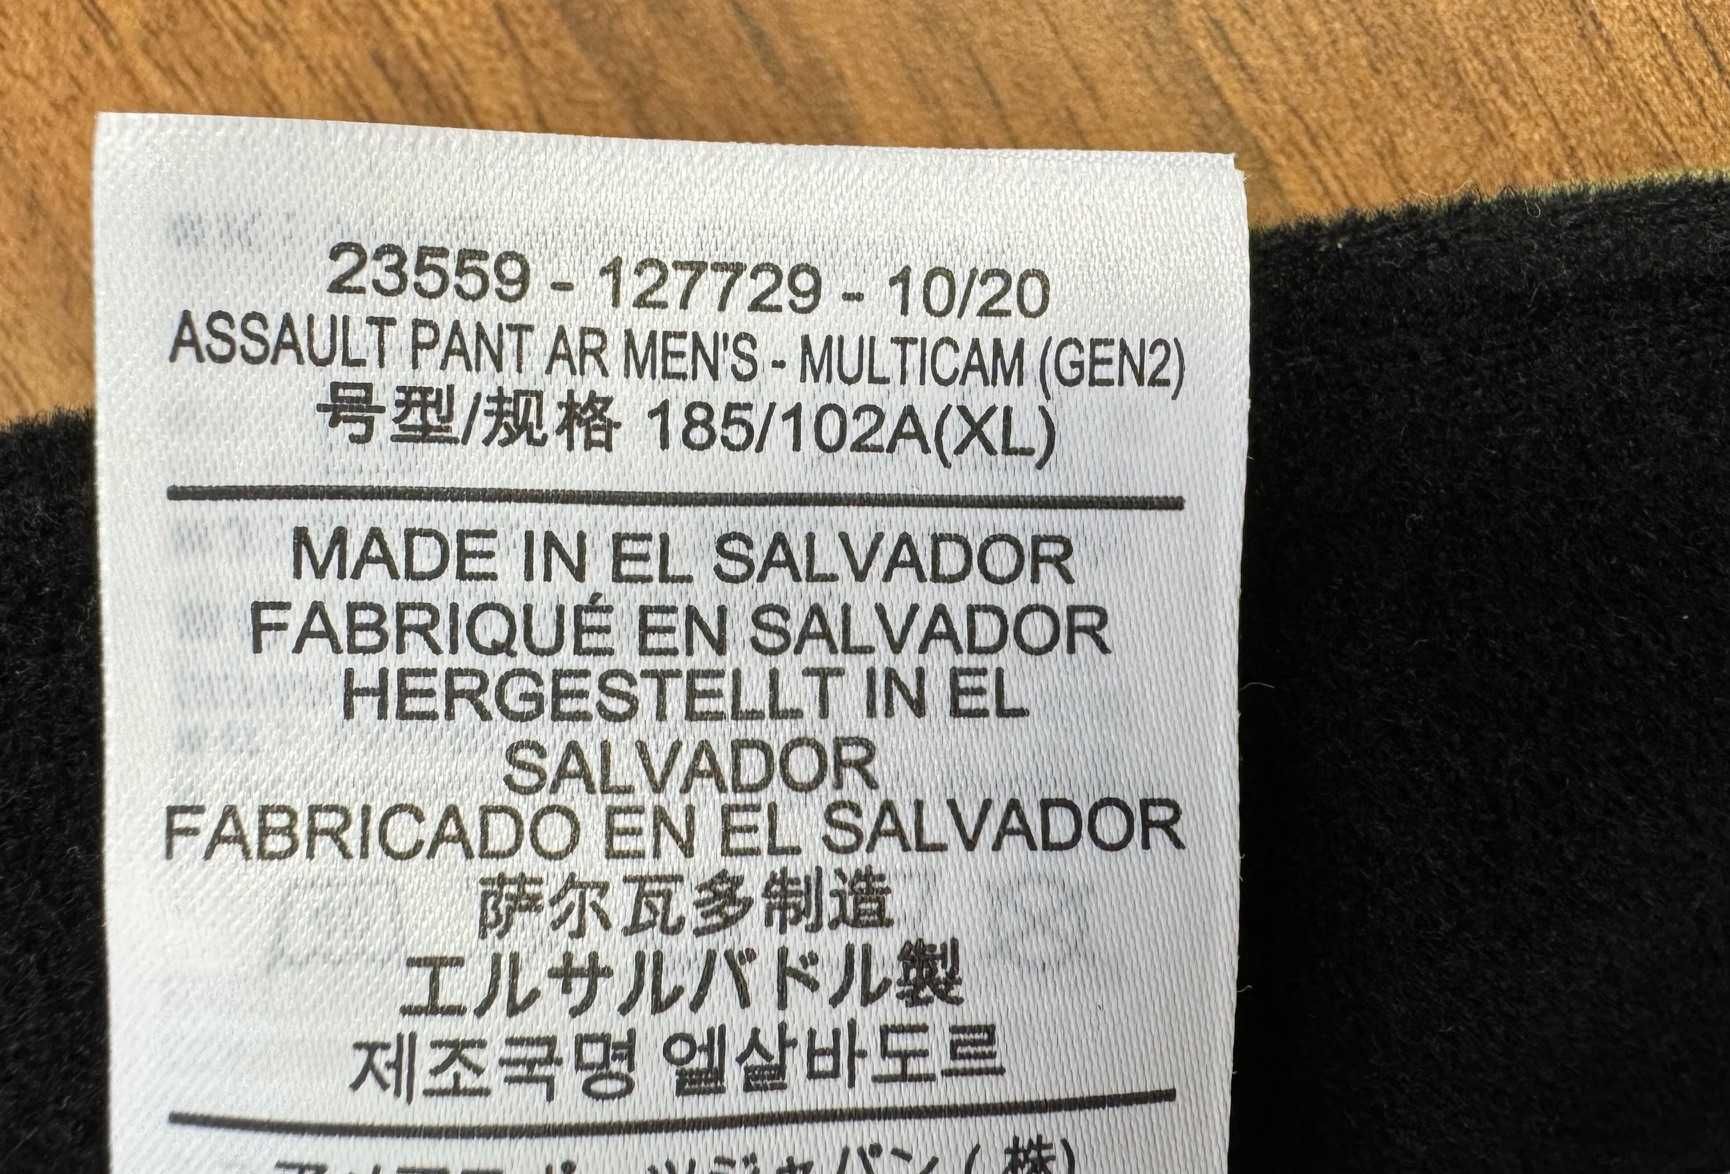 23559 - 127729 - 10/20
ASSAULT PANT AR MEN'S - MULTICAM (GEN2)
号型/规格 185/102A(XL)
MADE IN EL SALVADOR
FABRIQUÉ EN SALVADOR
HERGESTELLT IN EL
SALVADOR
FABRICADO EN EL SALVADOR
萨尔瓦多制造
エルサルバドル製
제조국명 엘살바도르
(株)